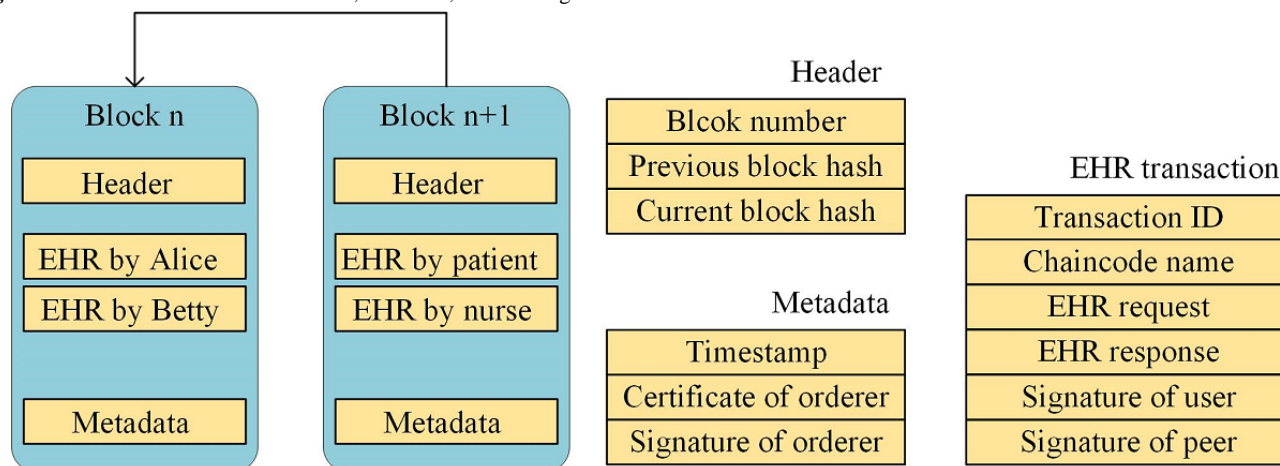 Block n
Header
EHR by Alice
EHR by Betty
Metadata
Block n+1
Header
EHR by patient
EHR by nurse
Metadata
Header
Blcok number
Previous block hash
Current block hash
Metadata
Timestamp
Certificate of orderer
Signature of orderer
EHR transaction
Transaction ID
Chaincode name
EHR request
EHR response
Signature of user
Signature of peer